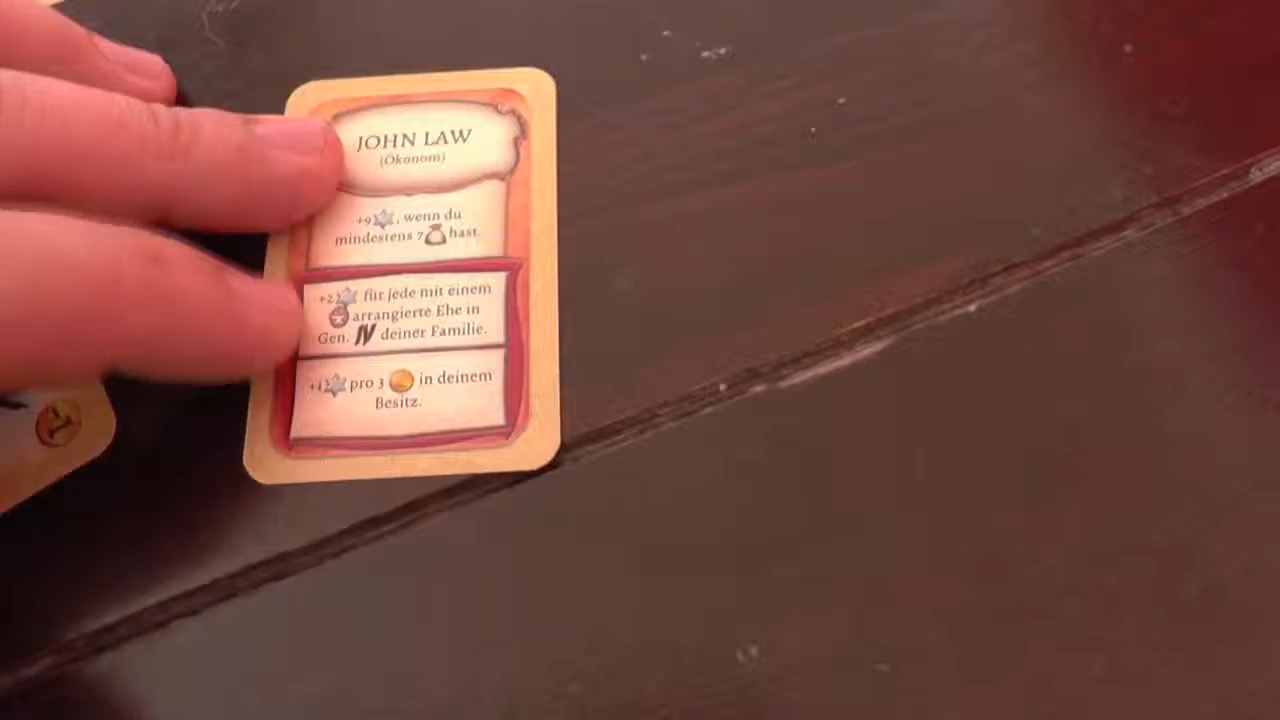 JOHN LAW
(Ökonom)
+9, wenn du
mindestens 7 hast.
+2 für jede mit einem
arrangierte Ehe in
Gen. IV deiner Familie.
+1 pro 3 in deinem
Besitz.